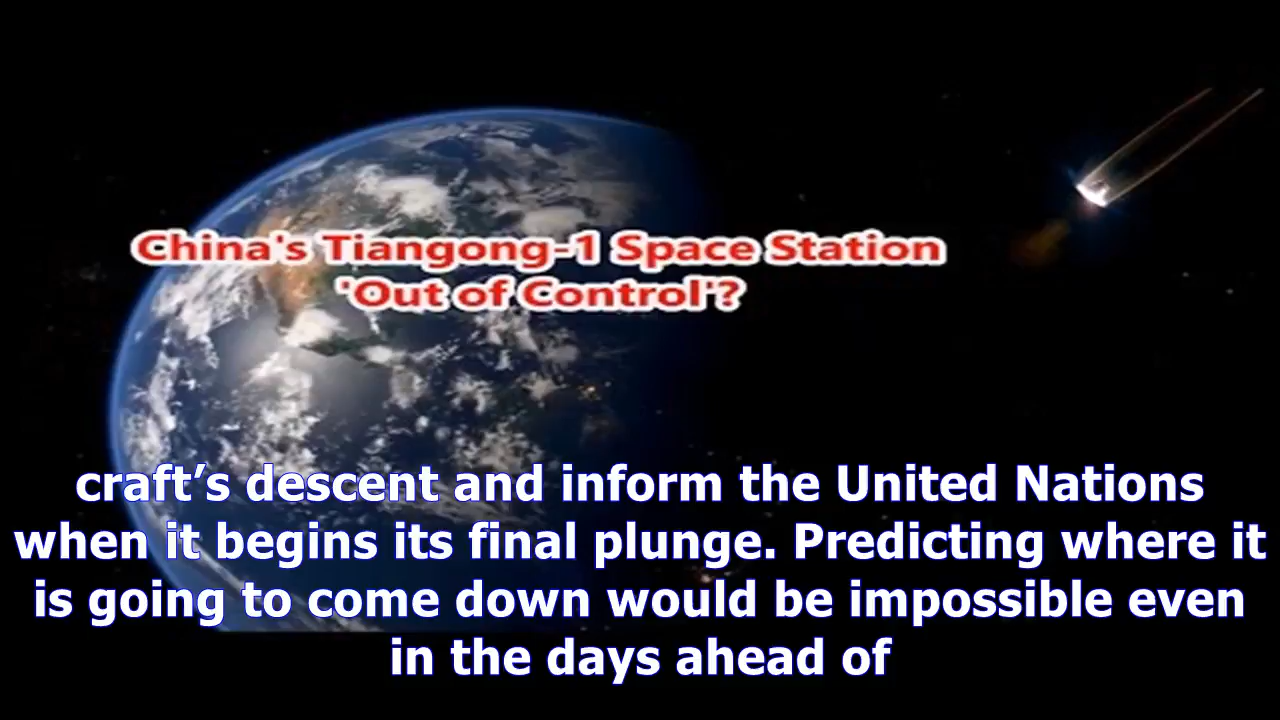 China's Tiangong-1 Space Station
'Out of Control'?
craft’s descent and inform the United Nations
when it begins its final plunge. Predicting where it
is going to come down would be impossible even
in the days ahead of